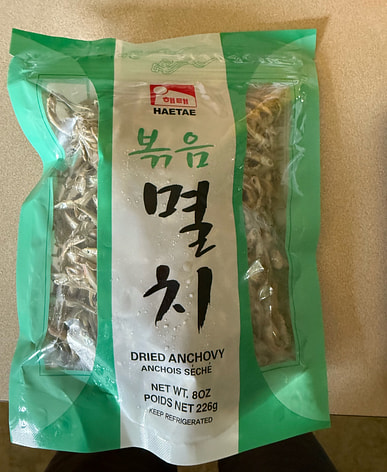 해태
HAETAE
볶음
멸
치
DRIED ANCHOVY
ANCHOIS SÉCHÉ
NET WT. 8OZ
POIDS NET 226g
KEEP REFRIGERATED